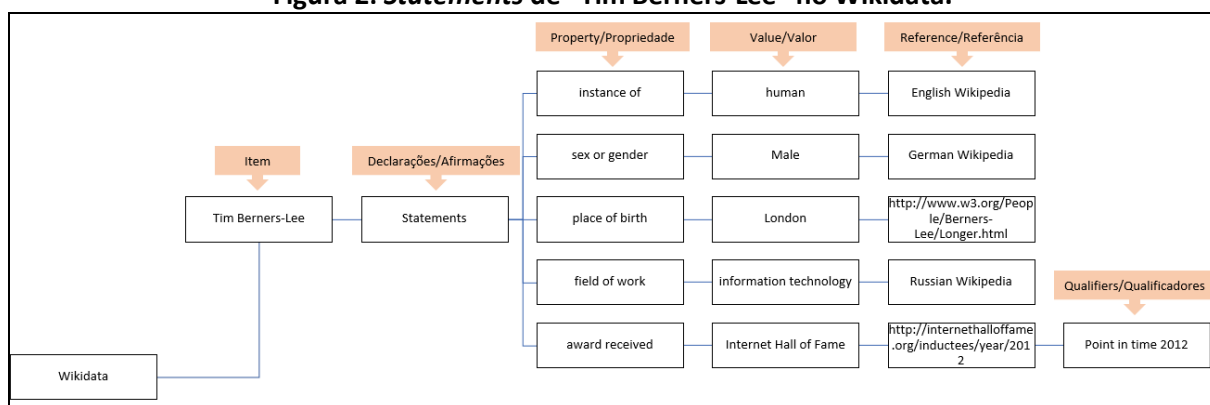 Figura 2. Statements de "Tim Berners-Lee" no Wikidata.
Property/Propriedade
Value/Valor
Reference/Referência
instance of
human
English Wikipedia
Item
Declarações/Afirmações
sex or gender
Male
German Wikipedia
Tim Berners-Lee
Statements
place of birth
London
http://www.w3.org/Peop
le/Berners-
Lee/Longer.html
field of work
information technology
Russian Wikipedia
Qualifiers/Qualificadores
award received
Internet Hall of Fame
http://internethalloffame
.org/inductees/year/201
2
Point in time 2012
Wikidata